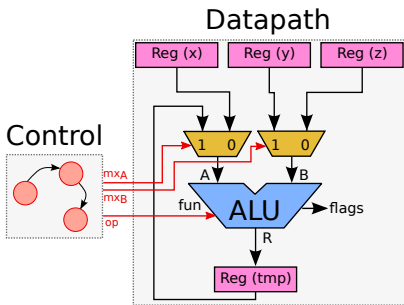 Datapath
Reg (x) Reg (y) Reg (z)
Control
1 0 1 0
mxA
mxB
A B
fun ALU flags
op
R
Reg (tmp)